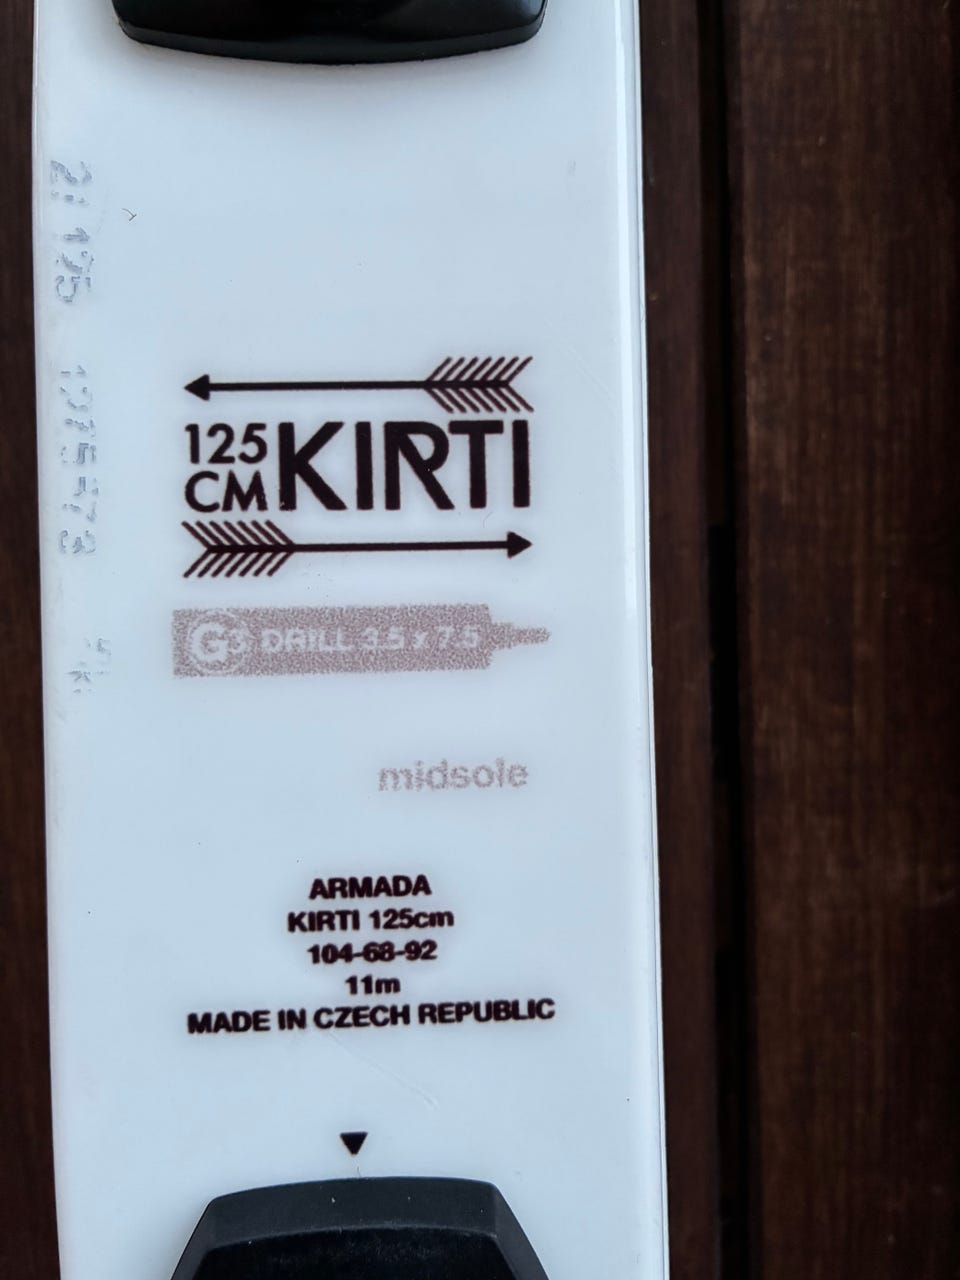 125
CM KIRTI
G3 DRILL 3.5 x 7.5
midsole
ARMADA
KIRTI 125cm
104-68-92
11m
MADE IN CZECH REPUBLIC